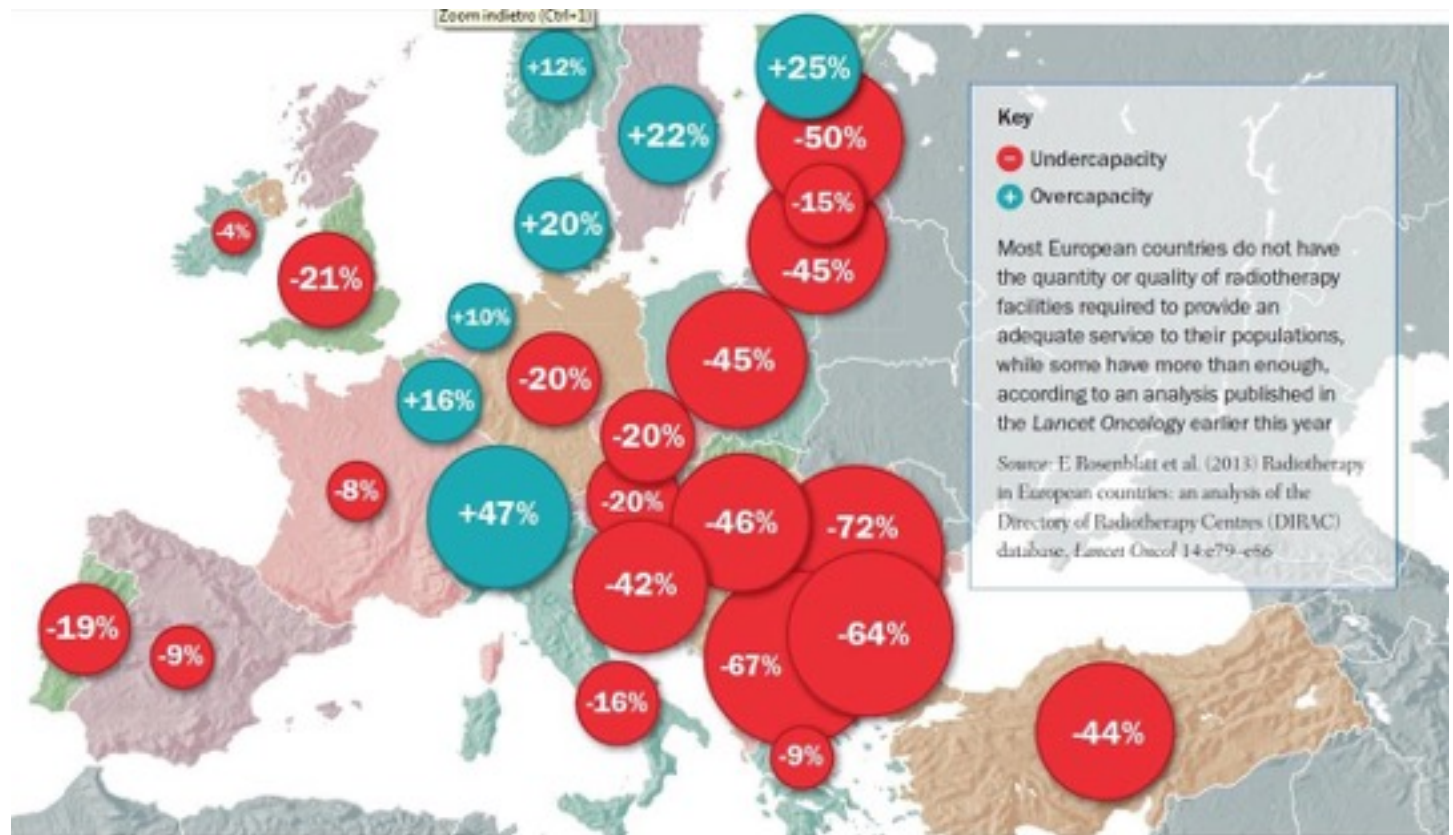 Zoom indietro (Ctrl+1)
+12%
+25%
+22%
-50%
-15%
-4%
+20%
-21%
-45%
+10%
-45%
-20%
+16%
-20%
-8%
+47%
-20%
-46%
-72%
-42%
-19%
-9%
-67%
-64%
-16%
-9%
-44%
Key
- Undercapacity
+ Overcapacity
Most European countries do not have
the quantity or quality of radiotherapy
facilities required to provide an
adequate service to their populations,
while some have more than enough,
according to an analysis published in
the Lancet Oncology earlier this year
Source: E Rosenblatt et al. (2013) Radiotherapy
in European countries: an analysis of the
Directory of Radiotherapy Centres (DIRAC)
database, Lancet Oncol 14:e79–e86